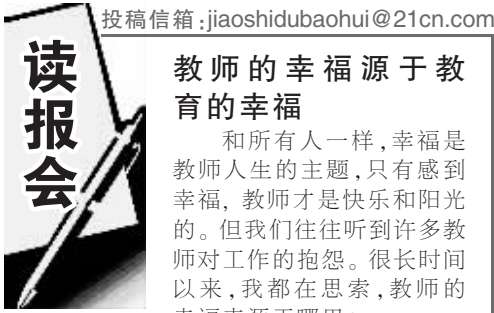 投稿信箱:jiaoshidubaohui@21cn.com
读报会
教师的幸福源于教
育的幸福
和所有人一样,幸福是
教师人生的主题,只有感到
幸福,教师才是快乐和阳光
的。但我们往往听到许多教
师对工作的抱怨。很长时间
以来,我都在思索,教师的